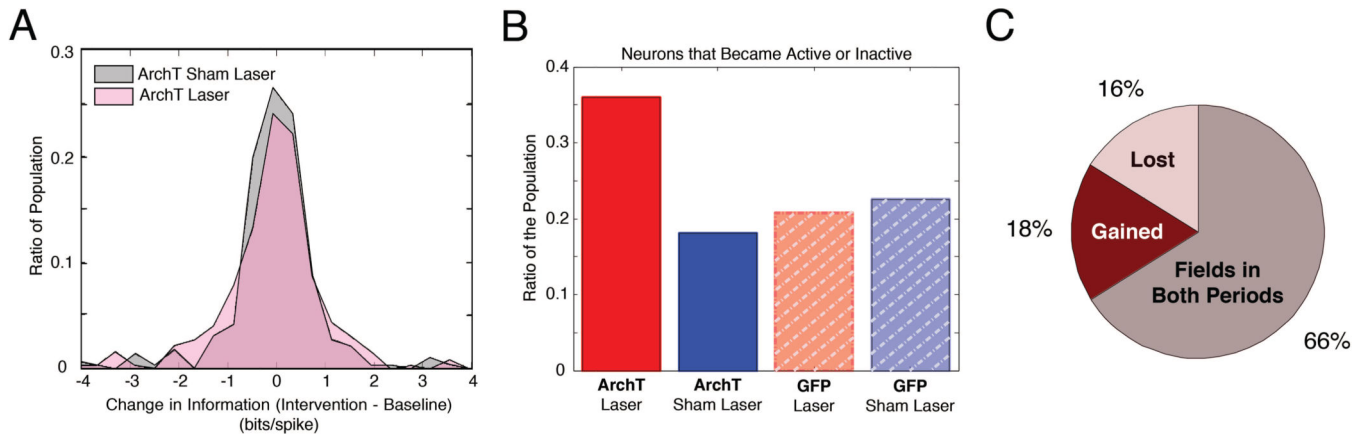 A
0.3
0.2
0.1
0
Ratio of Population
ArchT Sham Laser
ArchT Laser
-4 -3 -2 -1 0 1 2 3 4
Change in Information (Intervention - Baseline)
(bits/spike)
B
Neurons that Became Active or Inactive
0.4
0.3
0.2
0.1
0
Ratio of the Population
ArchT ArchT GFP GFP
Laser Sham Laser Laser Sham Laser
C
16%
Lost
18%
Gained
Fields in
Both Periods
66%